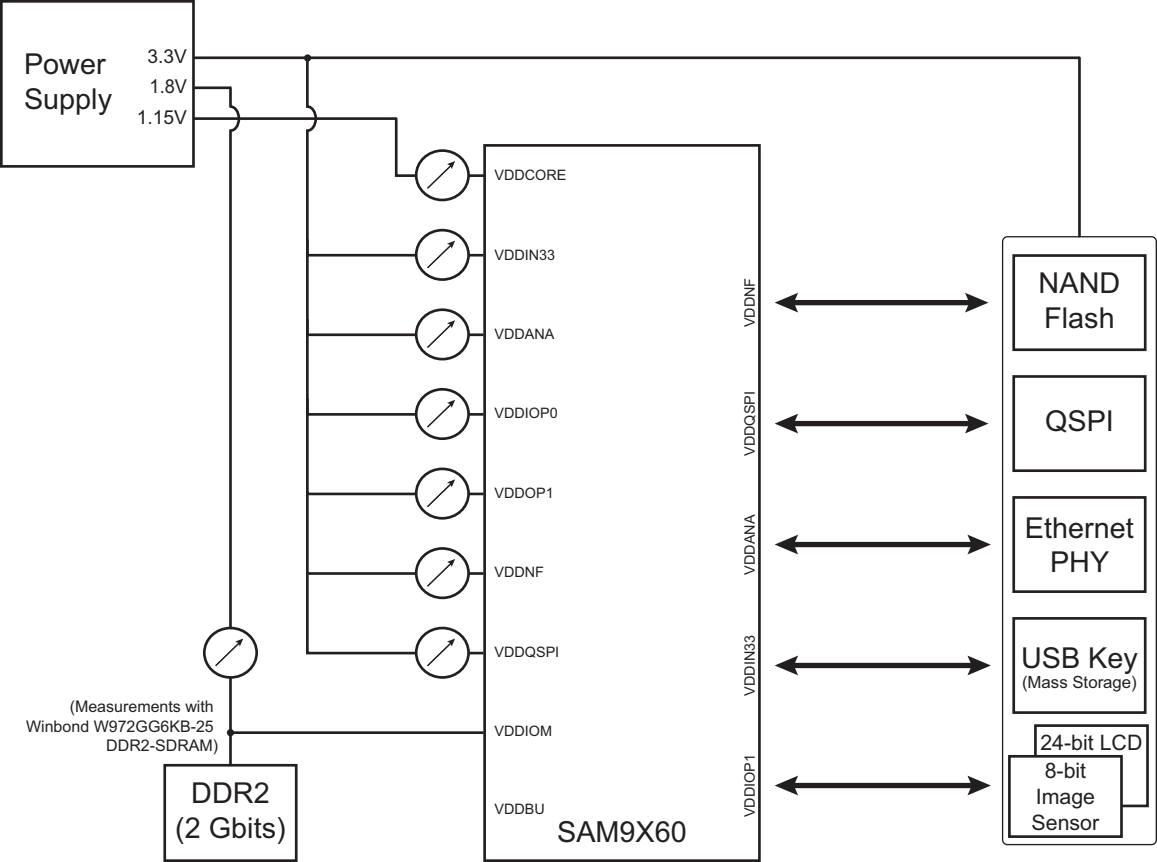 Power
Supply
3.3V
1.8V
1.15V
VDDCORE
VDDIN33
VDDANA
VDDIOP0
VDDOP1
VDDNF
VDDQSPI
VDDIOM
VDDBU
SAM9X60
VDDNF
VDDQSPI
VDDANA
VDDIN33
VDDIOP1
NAND
Flash
QSPI
Ethernet
PHY
USB Key
(Mass Storage)
24-bit LCD
8-bit
Image
Sensor
(Measurements with
Winbond W972GG6KB-25
DDR2-SDRAM)
DDR2
(2 Gbits)